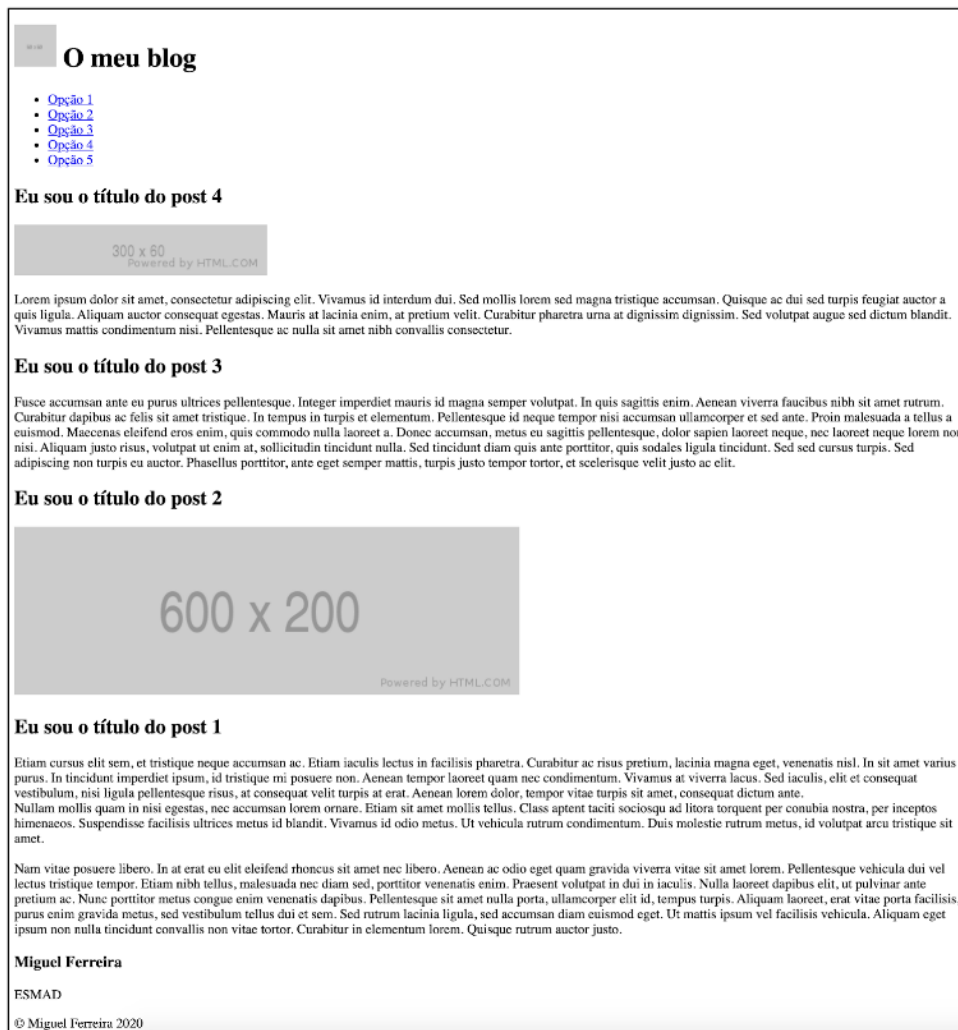 O meu blog
Opção 1
Opção 2
Opção 3
Opção 4
Opção 5
Eu sou o título do post 4
300 x 60
Powered by HTML.COM
Lorem ipsum dolor sit amet, consectetur adipiscing elit. Vivamus id interdum dui. Sed mollis lorem sed magna tristique accumsan. Quisque ac dui sed turpis feugiat auctor a
quis ligula. Aliquam auctor consequat egestas. Mauris at lacinia enim, at pretium velit. Curabitur pharetra urna at dignissim dignissim. Sed volutpat augue sed dictum blandit.
Vivamus mattis condimentum nisi. Pellentesque ac nulla sit amet nibh convallis consectetur.
Eu sou o título do post 3
Fusce accumsan ante eu purus ultrices pellentesque. Integer imperdiet mauris id magna semper volutpat. In quis sagittis enim. Aenean viverra faucibus nibh sit amet rutrum.
Curabitur dapibus ac felis sit amet tristique. In tempus in turpis et elementum. Pellentesque id neque tempor nisi accumsan ullamcorper et sed ante. Proin malesuada a tellus a
euismod. Maecenas eleifend eros enim, quis commodo nulla laoreet a. Donec accumsan, metus eu sagittis pellentesque, dolor sapien laoreet neque, nec laoreet neque lorem non
nisi. Aliquam justo risus, volutpat ut enim at, sollicitudin tincidunt nulla. Sed tincidunt diam quis ante porttitor, quis sodales ligula tincidunt. Sed sed cursus turpis. Sed
adipiscing non turpis eu auctor. Phasellus porttitor, ante eget semper mattis, turpis justo tempor tortor, et scelerisque velit justo ac elit.
Eu sou o título do post 2
600 x 200
Powered by HTML.COM
Eu sou o título do post 1
Etiam cursus elit sem, et tristique neque accumsan ac. Etiam iaculis lectus in facilisis pharetra. Curabitur ac risus pretium, lacinia magna eget, venenatis nisl. In sit amet varius
purus. In tincidunt imperdiet ipsum, id tristique mi posuere non. Aenean tempor laoreet quam nec condimentum. Vivamus at viverra lacus. Sed iaculis, elit et consequat
vestibulum, nisi ligula pellentesque risus, at consequat velit turpis at erat. Aenean lorem dolor, tempor vitae turpis sit amet, consequat dictum ante.
Nullam mollis quam in nisi egestas, nec accumsan lorem ornare. Etiam sit amet mollis tellus. Class aptent taciti sociosqu ad litora torquent per conubia nostra, per inceptos
himenaeos. Suspendisse facilisis ultrices metus id blandit. Vivamus id odio metus. Ut vehicula rutrum condimentum. Duis molestie rutrum metus, id volutpat arcu tristique sit
amet.
Nam vitae posuere libero. In at erat eu elit eleifend rhoncus sit amet nec libero. Aenean ac odio eget quam gravida viverra vitae sit amet lorem. Pellentesque vehicula dui vel
lectus tristique tempor. Etiam nibh tellus, malesuada nec diam sed, porttitor venenatis enim. Praesent volutpat in dui in iaculis. Nulla laoreet dapibus elit, ut pulvinar ante
pretium ac. Nunc porttitor metus congue enim venenatis dapibus. Pellentesque sit amet nulla porta, ullamcorper elit id, tempus turpis. Aliquam laoreet, erat vitae porta facilisis,
purus enim gravida metus, sed vestibulum tellus dui et sem. Sed rutrum lacinia ligula, sed accumsan diam euismod eget. Ut mattis ipsum vel facilisis vehicula. Aliquam eget
ipsum non nulla tincidunt convallis non vitae tortor. Curabitur in elementum lorem. Quisque rutrum auctor justo.
Miguel Ferreira
ESMAD
© Miguel Ferreira 2020